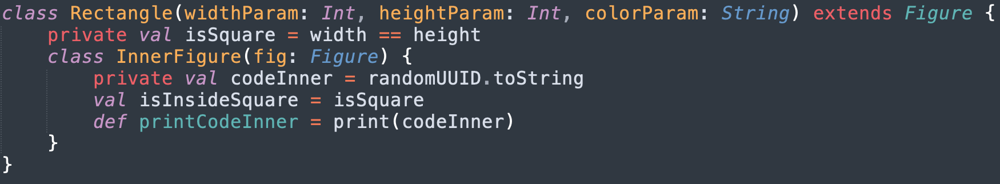 class Rectangle(widthParam: Int, heightParam: Int, colorParam: String) extends Figure {
    private val isSquare = width == height
    class InnerFigure(fig: Figure) {
        private val codeInner = randomUUID.toString
        val isInsideSquare = isSquare
        def printCodeInner = print(codeInner)
    }
}